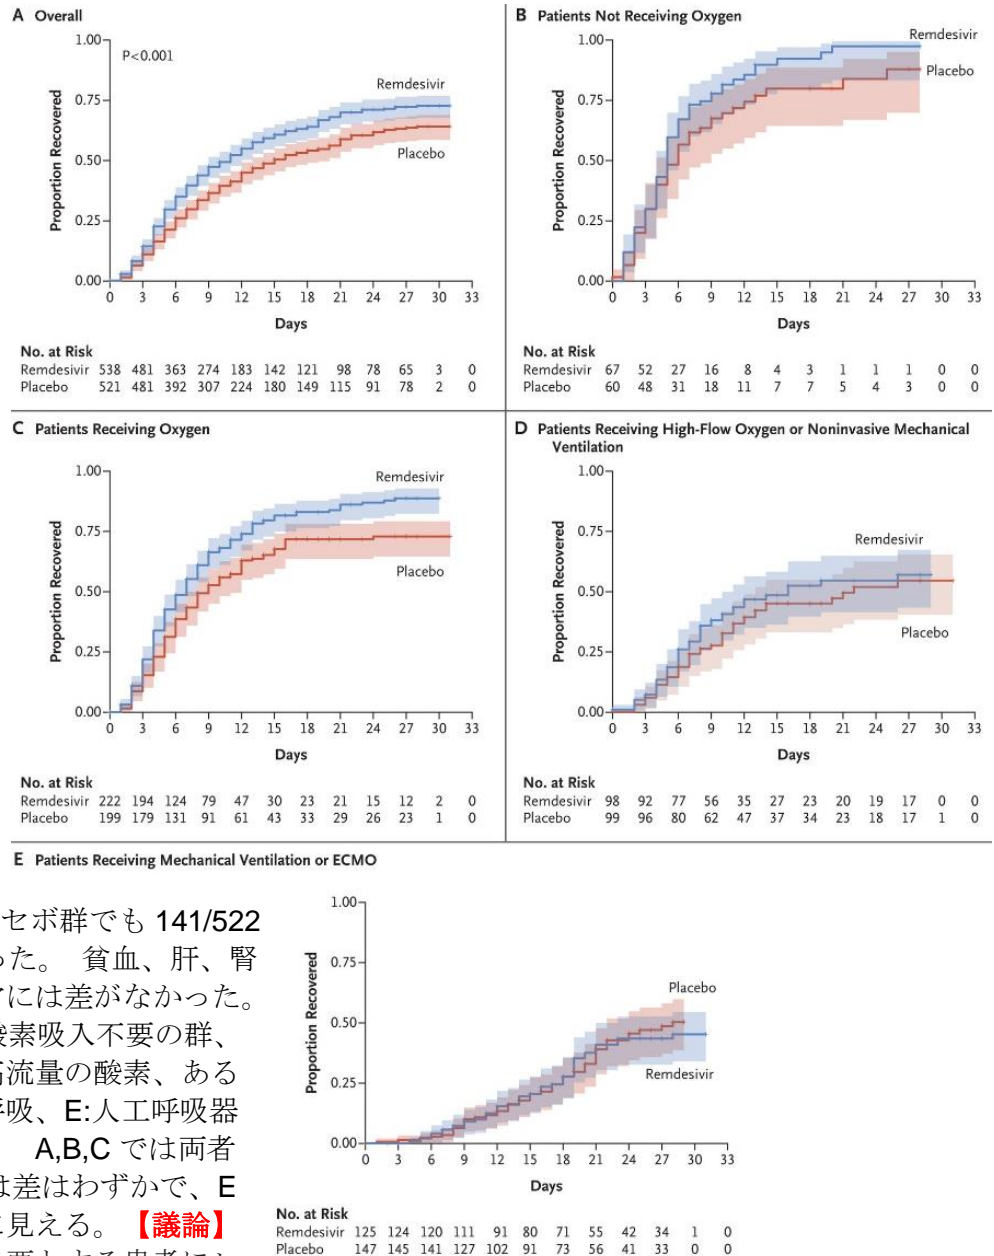 A Overall
1.00
P<0.001
Remdesivir
0.75
0.50
Placebo
0.25
0.00
Proportion Recovered
0 3 6 9 12 15 18 21 24 27 30 33
Days
No. at Risk
Remdesivir 538 481 363 274 183 142 121 98 78 65 3 0
Placebo 521 481 392 307 224 180 149 115 91 78 2 0
B Patients Not Receiving Oxygen
1.00
Remdesivir
Placebo
0.75
0.50
0.25
0.00
Proportion Recovered
0 3 6 9 12 15 18 21 24 27 30 33
Days
No. at Risk
Remdesivir 67 52 27 16 8 4 3 1 1 1 0 0
Placebo 60 48 31 18 11 7 7 5 4 3 0 0
C Patients Receiving Oxygen
1.00
Remdesivir
0.75
Placebo
0.50
0.25
0.00
Proportion Recovered
0 3 6 9 12 15 18 21 24 27 30 33
Days
No. at Risk
Remdesivir 222 194 124 79 47 30 23 21 15 12 2 0
Placebo 199 179 131 91 61 43 33 29 26 23 1 0
D Patients Receiving High-Flow Oxygen or Noninvasive Mechanical
Ventilation
1.00
0.75
Remdesivir
0.50
Placebo
0.25
0.00
Proportion Recovered
0 3 6 9 12 15 18 21 24 27 30 33
Days
No. at Risk
Remdesivir 98 92 77 56 35 27 23 20 19 17 0 0
Placebo 99 96 80 62 47 37 34 23 18 17 1 0
E Patients Receiving Mechanical Ventilation or ECMO
セボ群でも 141/522
った。 貧血、肝、腎
には差がなかった。
酸素吸入不要の群、
高流量の酸素、ある
呼吸、E:人工呼吸器
A,B,C では両者
は差はわずかで、E
に見える。【議論】
要とする患者に
1.00
0.75
Placebo
0.50
Remdesivir
0.25
0.00
Proportion Recovered
0 3 6 9 12 15 18 21 24 27 30 33
Days
No. at Risk
Remdesivir 125 124 120 111 91 80 71 55 42 34 1 0
Placebo 147 145 141 127 102 91 73 56 41 33 0 0